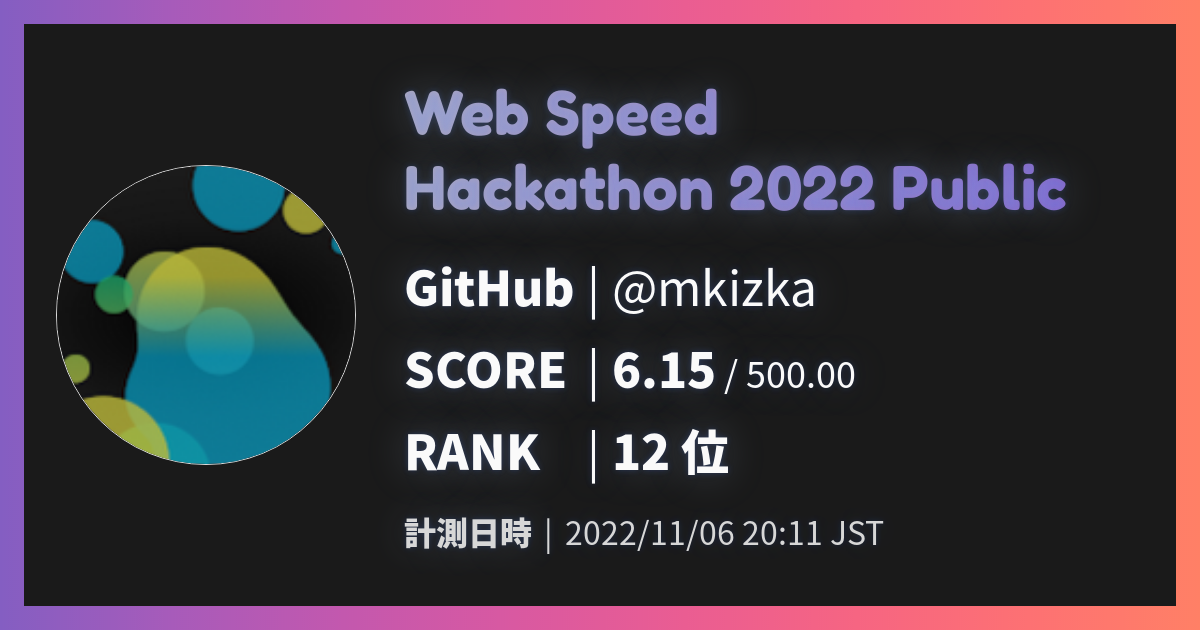 Web Speed
Hackathon 2022 Public
GitHub | @mkizka
SCORE | 6.15 / 500.00
RANK | 12 位
計測日時 | 2022/11/06 20:11 JST